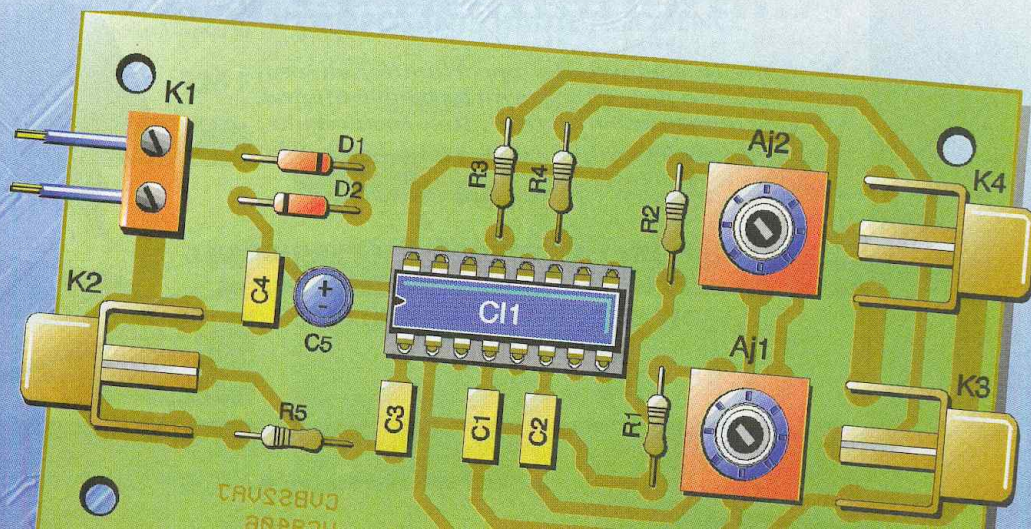 K1
D1
D2
R3
R4
Aj2
R2
K4
K2
C4
+
-
C5
CI1
Aj1
K3
R5
C3
C1
C2
R1
CVBS2VAJ